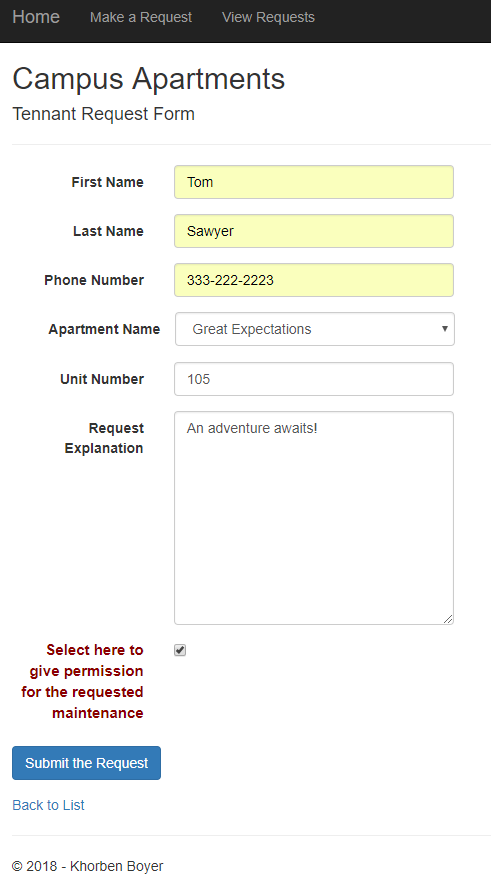 Home Make a Request View Requests
Campus Apartments
Tennant Request Form
First Name Tom
Last Name Sawyer
Phone Number 333-222-2223
Apartment Name Great Expectations
Unit Number 105
Request An adventure awaits!
Explanation
Select here to
give permission
for the requested
maintenance
Submit the Request
Back to List
© 2018 - Khorben Boyer